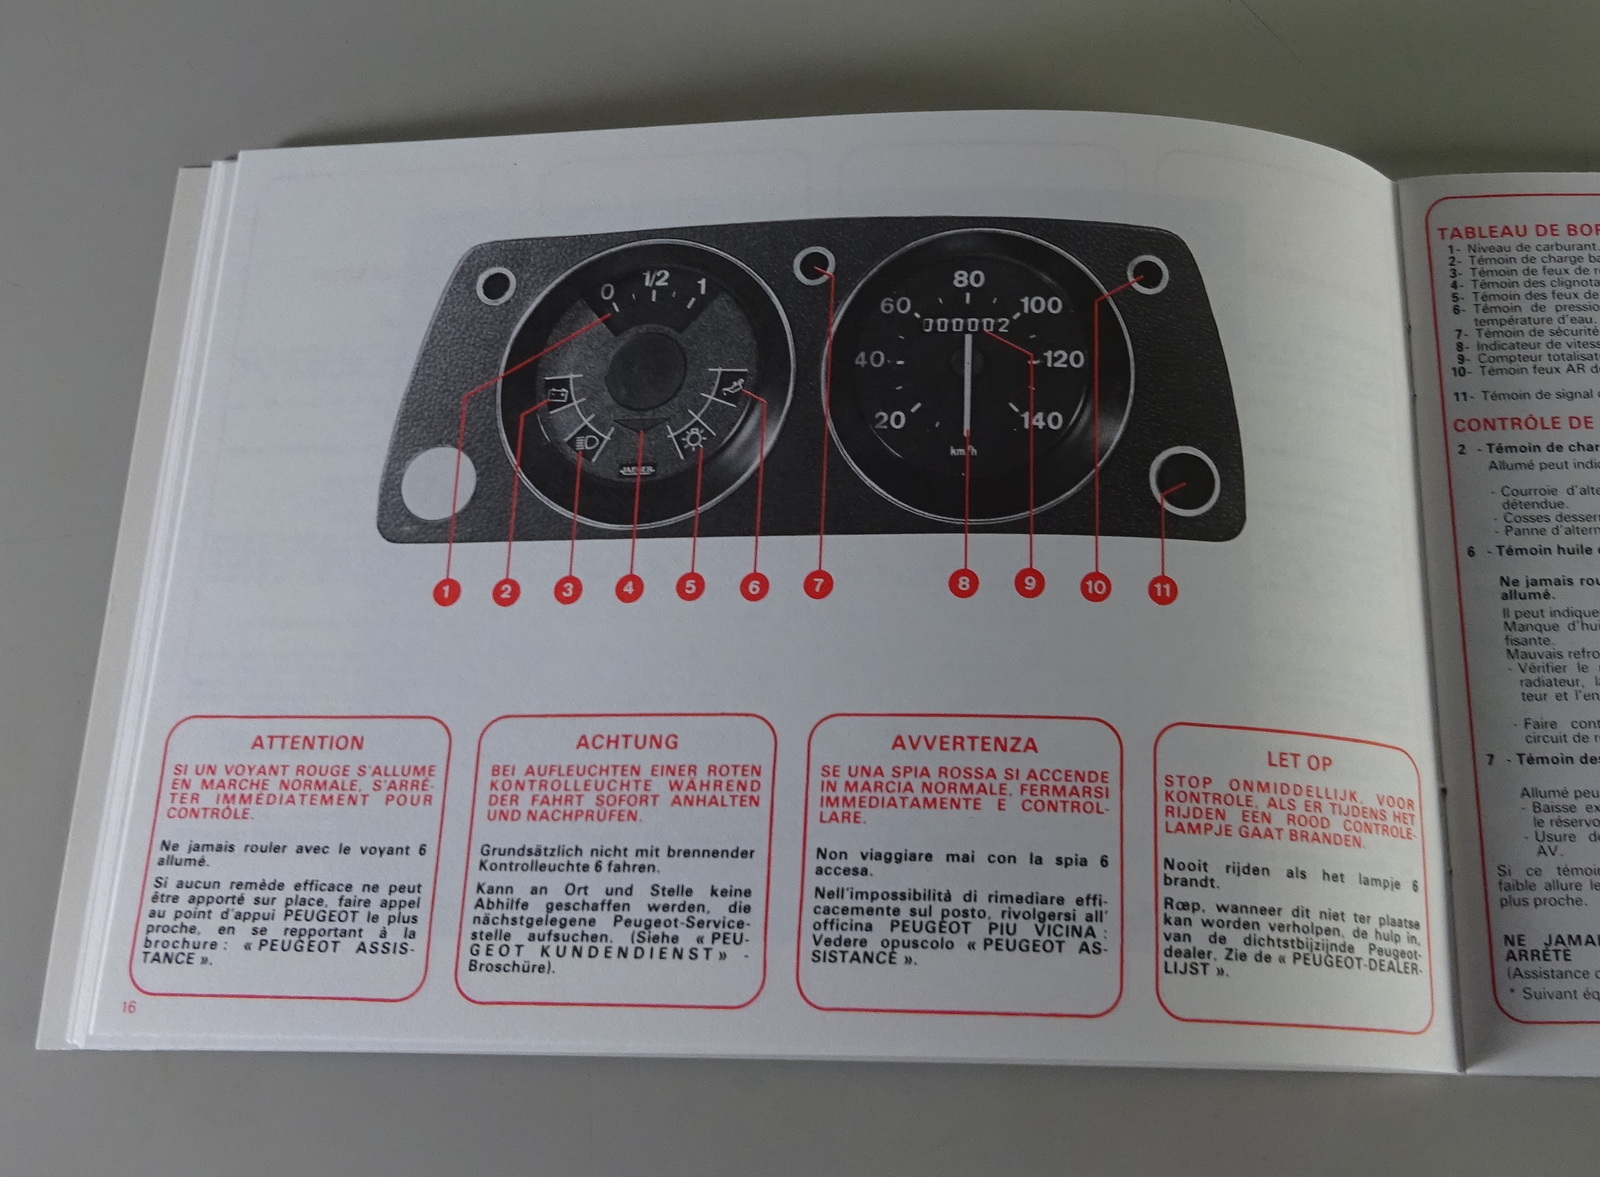 0 1/2 1
JAEGER
20 40 60 80 100 120 140
000002
km/h
1 2 3 4 5 6 7 8 9 10 11
ATTENTION
SI UN VOYANT ROUGE S'ALLUME
EN MARCHE NORMALE, S'ARRÊ-
TER IMMÉDIATEMENT POUR
CONTRÔLE.
Ne jamais rouler avec le voyant 6
allumé.
Si aucun remède efficace ne peut
être apporté sur place, faire appel
au point d'appui PEUGEOT le plus
proche, en se repportant à la
brochure : « PEUGEOT ASSIS-
TANCE ».
16
ACHTUNG
BEI AUFLEUCHTEN EINER ROTEN
KONTROLLEUCHTE WÄHREND
DER FAHRT SOFORT ANHALTEN
UND NACHPRÜFEN.
Grundsätzlich nicht mit brennender
Kontrolleuchte 6 fahren.
Kann an Ort und Stelle keine
Abhilfe geschaffen werden, die
nächstgelegene Peugeot-Service-
stelle aufsuchen. (Siehe « PEU-
GEOT KUNDENDIENST» -
Broschüre).
AVVERTENZA
SE UNA SPIA ROSSA SI ACCENDE
IN MARCIA NORMALE, FERMARSI
IMMEDIATAMENTE E CONTROL-
LARE.
Non viaggiare mai con la spia 6
accesa.
Nell'impossibilità di rimediare effi-
cacemente sul posto, rivolgersi all'
officina PEUGEOT PIU VICINA :
Vedere opuscolo « PEUGEOT AS-
SISTANCE ».
LET OP
STOP ONMIDDELLIJK, VOOR
KONTROLE, ALS ER TIJDENS HET
RIJDEN EEN ROOD CONTROLE-
LAMPJE GAAT BRANDEN.
Nooit rijden als het lampje 6
brandt.
Rœp, wanneer dit niet ter plaatse
kan worden verholpen, de hulp in,
van de dichtstbijzijnde Peugeot-
dealer, Zie de « PEUGEOT-DEALER-
LIJST ».
TABLEAU DE BOR
1- Niveau de carburant.
2- Témoin de charge ba
3- Témoin de feux de r
4- Témoin des clignota
5- Témoin des feux de
6- Témoin de pressio
température d'eau.
7- Témoin de sécurité
8- Indicateur de vitess
9- Compteur totalisat
10- Témoin feux AR d
11- Témoin de signal
CONTRÔLE DE
2 - Témoin de char
Allumé peut indi
- Courroie d'alte
détendue.
- Cosses desser
- Panne d'altern
6 - Témoin huile
Ne jamais rou
allumé.
Il peut indique
Manque d'hui
fisante.
Mauvais refro
- Vérifier le
radiateur, l
teur et l'en
- Faire cont
circuit de r
7 - Témoin des
Allumé peu
- Baisse ex
le réservo
- Usure de
AV.
Si ce témoi
faible allure le
plus proche.
NE JAMAI
ARRÊTÉ
(Assistance
* Suivant éq